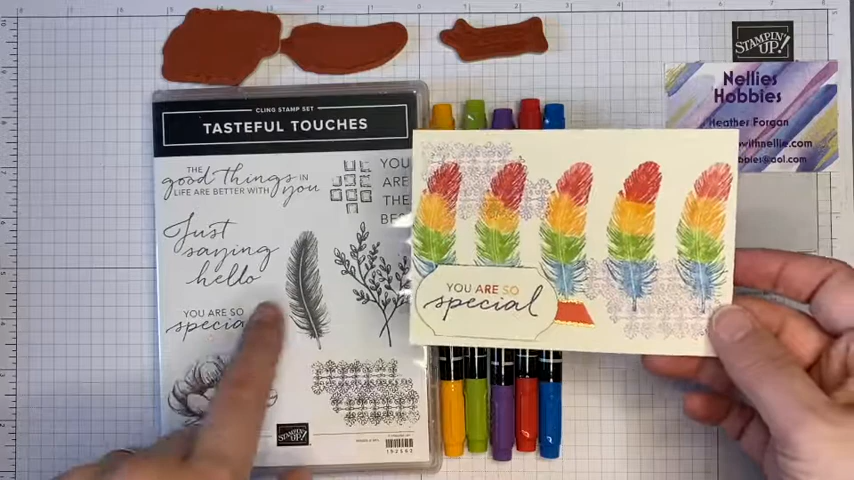 STAMPIN' UP!
Nellies
Hobbies
Heather Forgan
CLING STAMP SET
TASTEFUL TOUCHES
THE
good things IN
LIFE ARE BETTER WITH you
YOU
ARE
THE
BEST
Just
saying
hello
YOU ARE SO
special
YOU ARE SO
special
STAMPIN' UP!